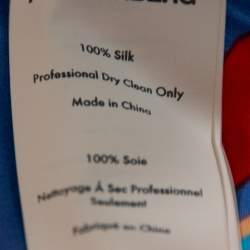 100% Silk
Professional Dry Clean Only
Made in China
100% Soie
Nettoyage À Sec Professionnel
Seulement
Fabriqué en Chine